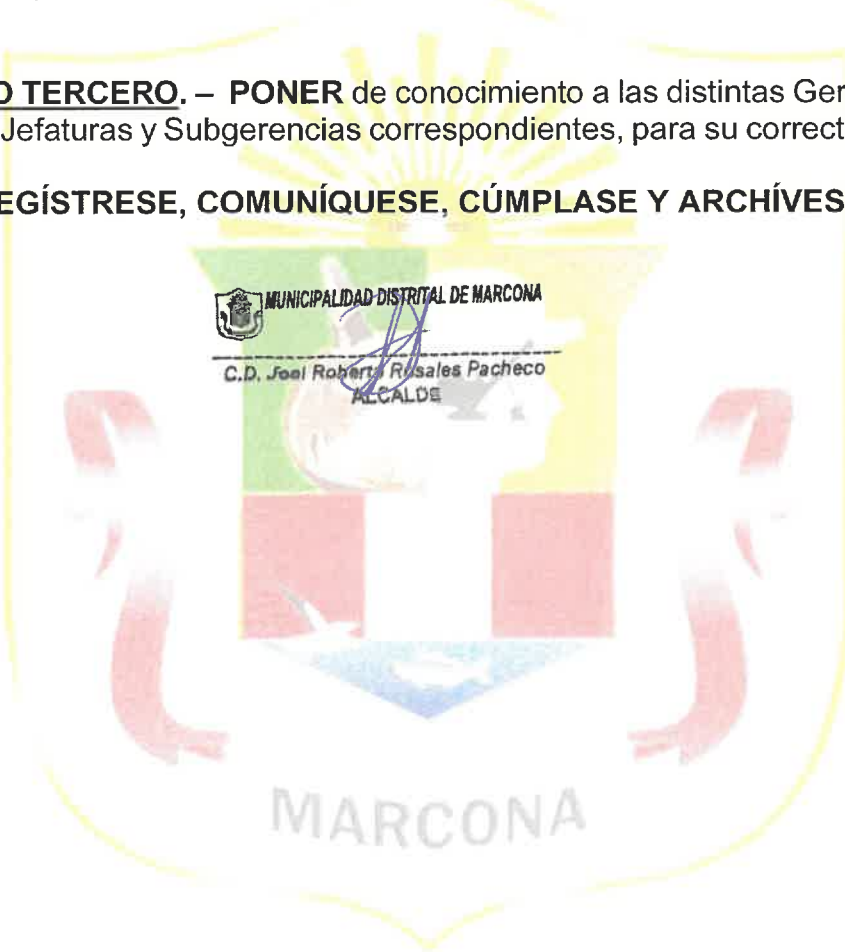 O TERCERO. – PONER de conocimiento a las distintas Ger
Jefaturas y Subgerencias correspondientes, para su correct
EGÍSTRESE, COMUNÍQUESE, CÚMPLASE Y ARCHÍVES
MUNICIPALIDAD DISTRITAL DE MARCONA
C.D. Joel Roberto Rosales Pacheco
ALCALDE
MARCONA